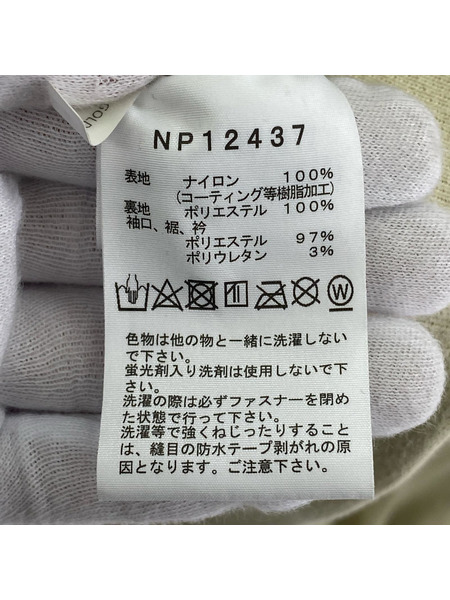 GOLD
NP12437
表地 ナイロン 100%
(コーティング等樹脂加工)
裏地 ポリエステル 100%
袖口、裾、衿
ポリエステル 97%
ポリウレタン 3%
W
色物は他の物と一緒に洗濯しない
で下さい。
蛍光剤入り洗剤は使用しないで下
さい。
洗濯の際は必ずファスナーを閉め
た状態で行って下さい。
洗濯等で強くねじったりすること
は、縫目の防水テープ剥がれの原
因となります。ご注意下さい。